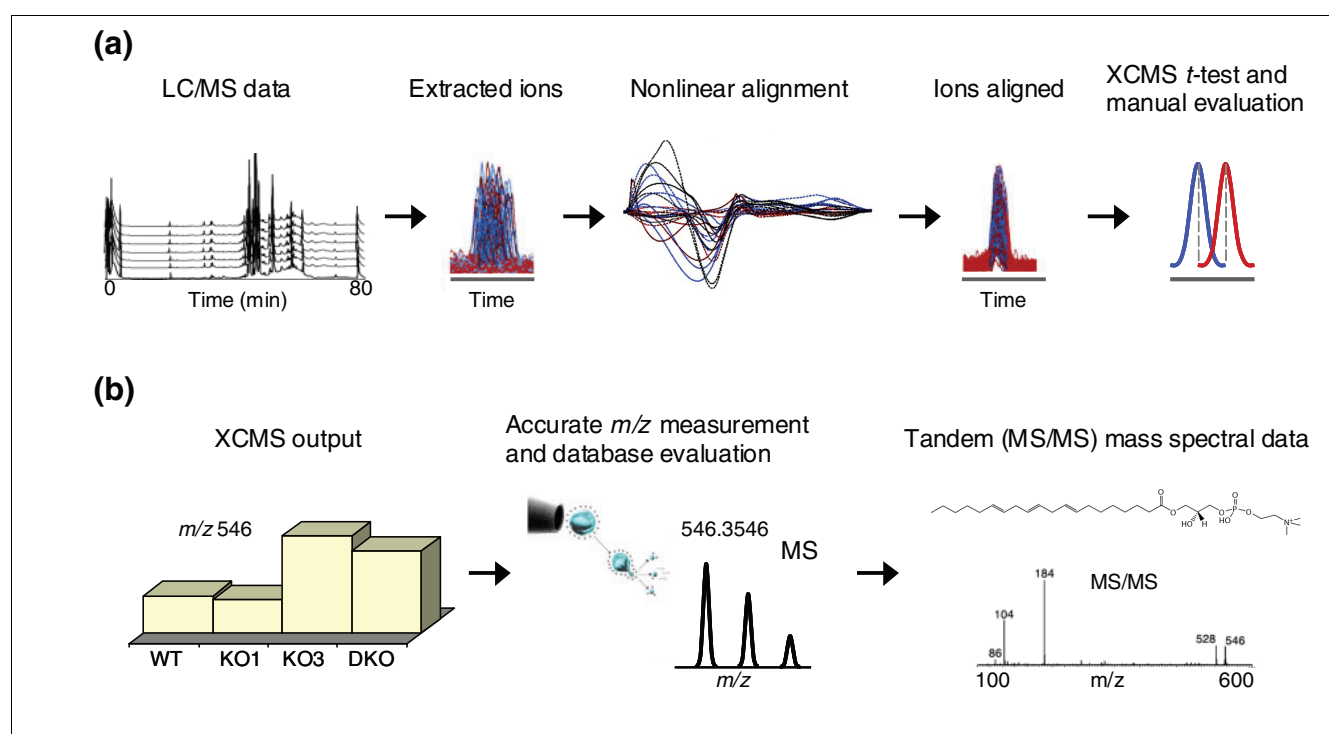 (a)
LC/MS data
Extracted ions
Nonlinear alignment
Ions aligned
XCMS t-test and
manual evaluation
0
Time (min)
80
Time
Time
(b)
XCMS output
Accurate m/z measurement
and database evaluation
Tandem (MS/MS) mass spectral data
m/z 546
WT
KO1
KO3
DKO
546.3546
MS
m/z
O
O
HO
H
O
O
P
HO
O
N+
184
MS/MS
104
86
528
546
100
m/z
600